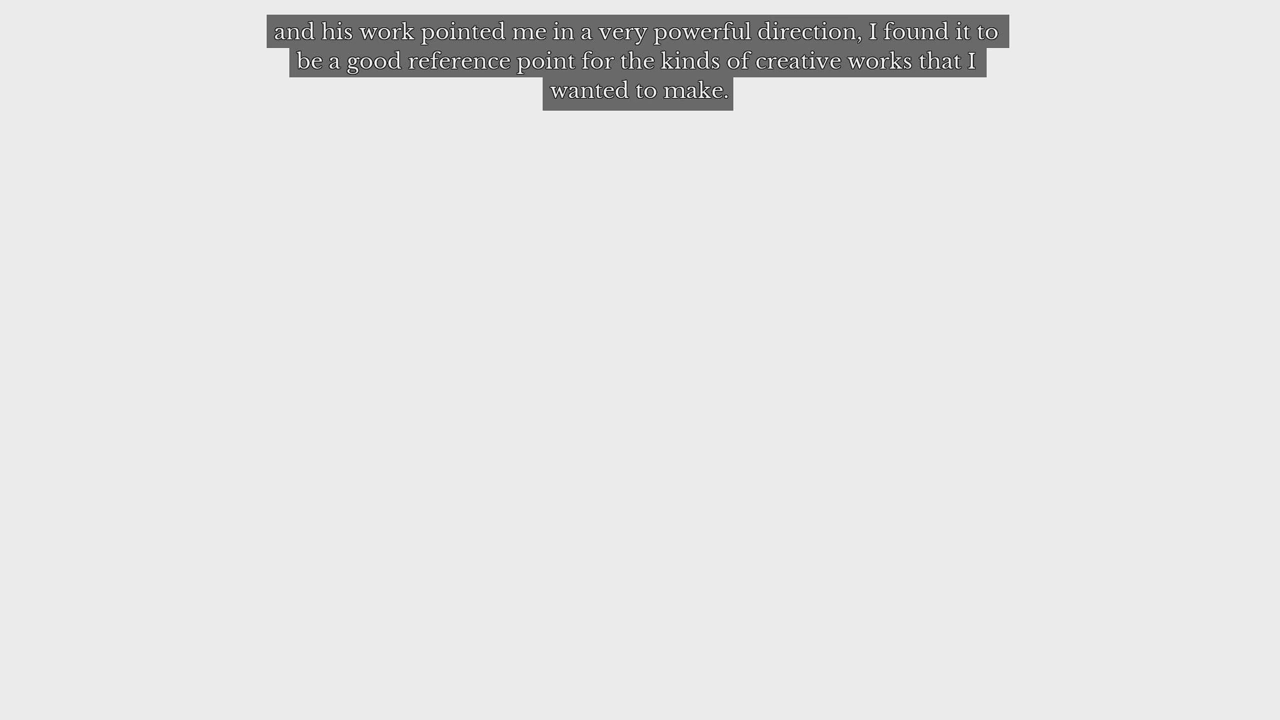 and his work pointed me in a very powerful direction, I found it to
be a good reference point for the kinds of creative works that I
wanted to make.